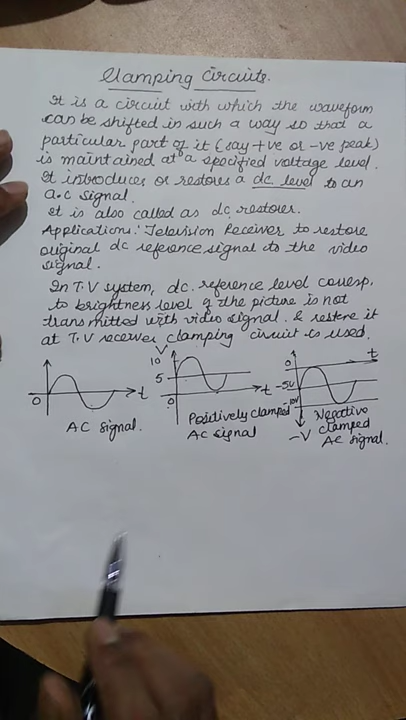 Clamping Circuits.
It is a circuit with which the waveform
can be shifted in such a way so that a
particular part of it (say +ve or -ve peak)
is maintained at a specified voltage level.
It introduces or restores a dc level to an
a.c signal.
It is also called as dc restorer.
Applications: Television Receiver to restore
original dc reference signal to the video
signal.
In T.V system, dc reference level corresp.
to brightness level of the picture is not
transmitted with video signal. & restore it
at T.V receiver clamping circuit is used.
0 t
AC signal.
V
10
5
0 t
Positively clamped
AC signal
t
0
-5V
-10V
-V
Negative
clamped
AC signal.